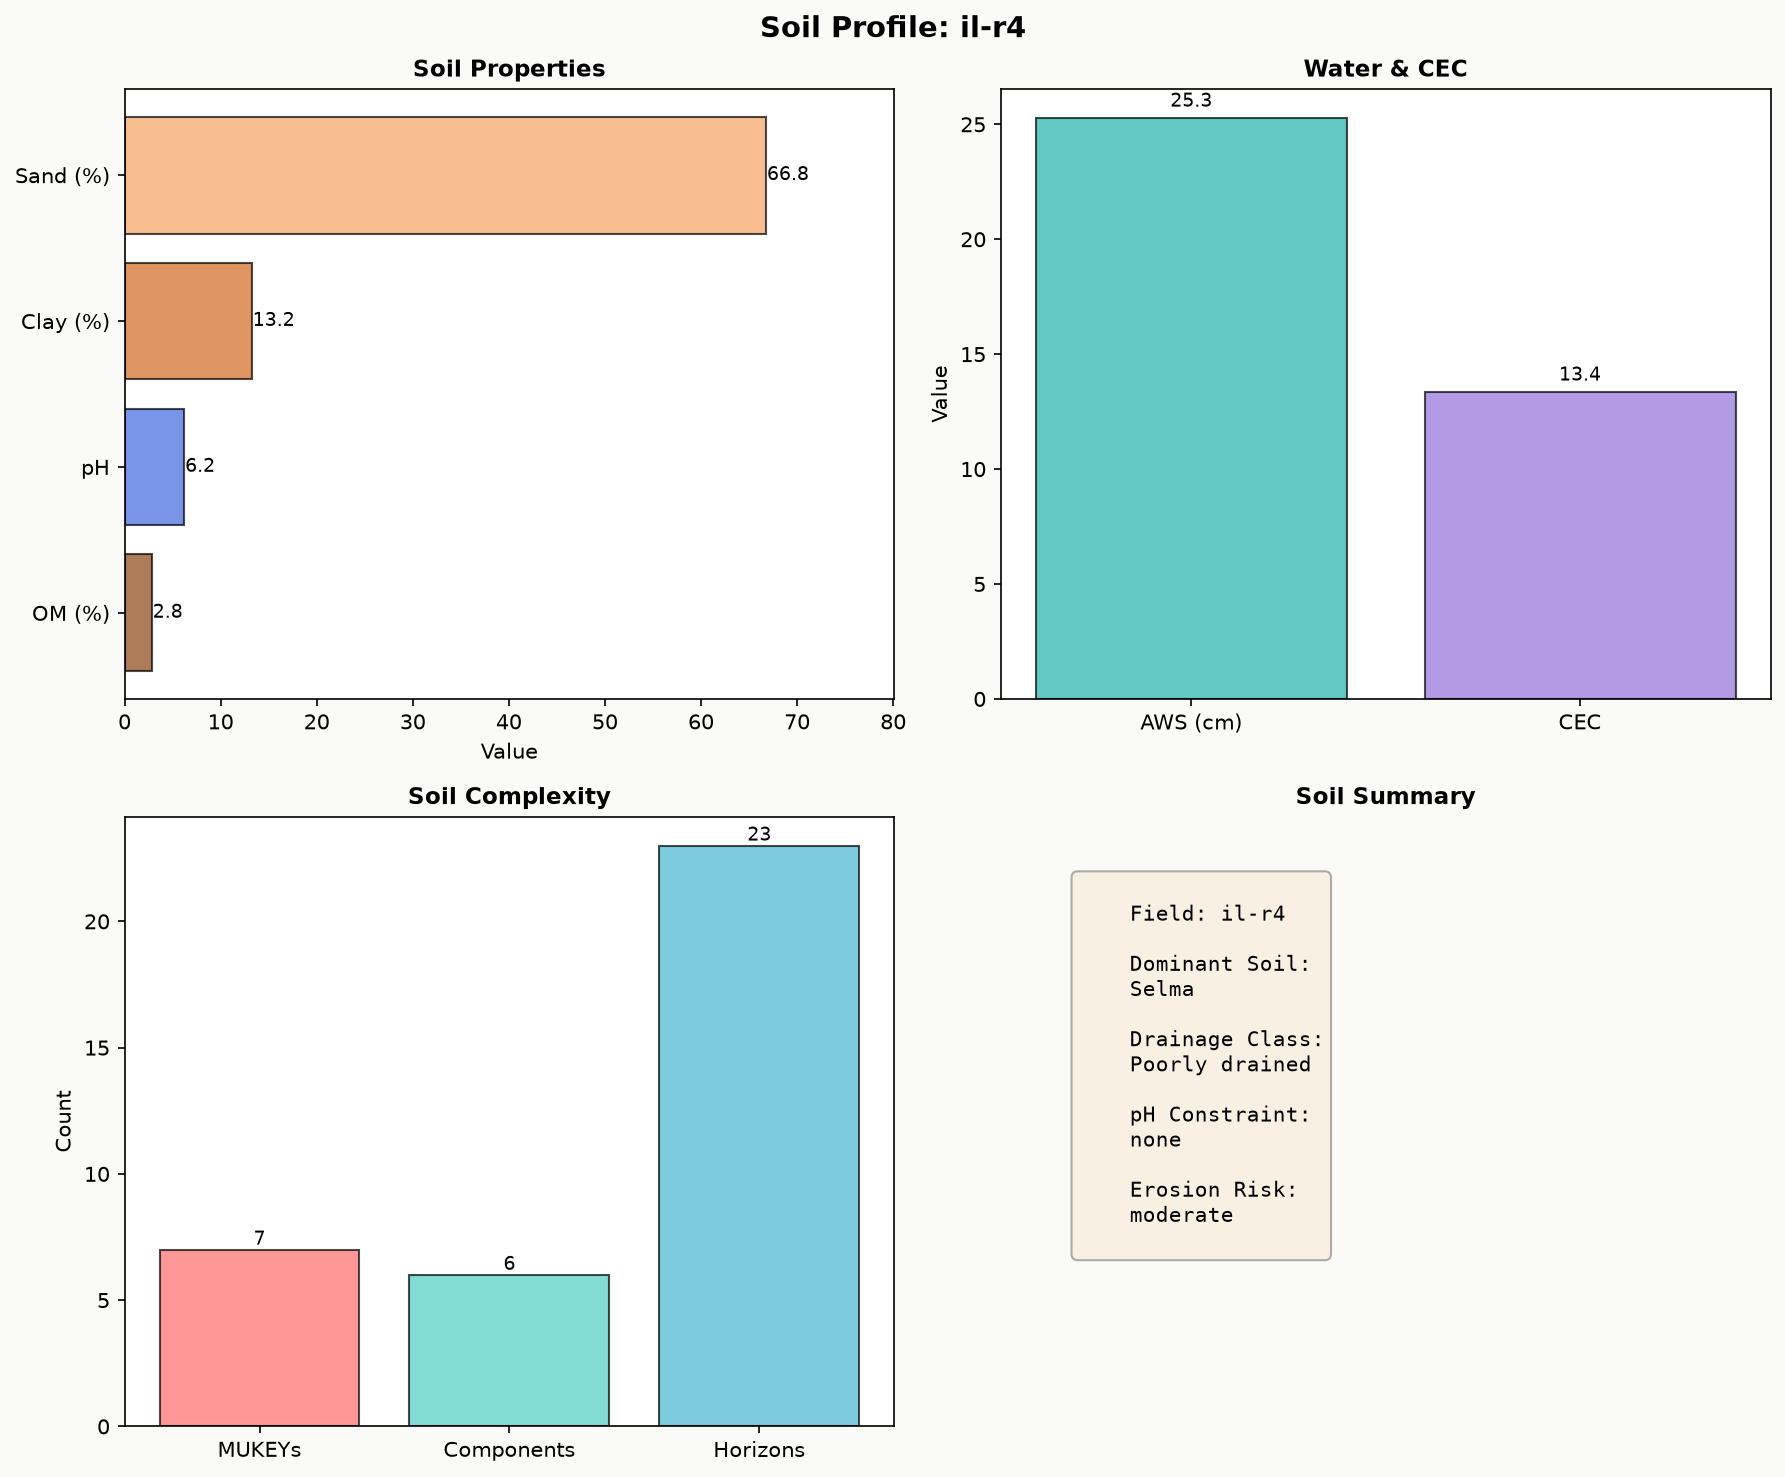 Soil Profile: il-r4
Soil Properties
Sand (%)
Clay (%)
pH
OM (%)
66.8
13.2
6.2
2.8
0 10 20 30 40 50 60 70 80
Value
Water & CEC
Value
25
20
15
10
5
0
25.3
13.4
AWS (cm) CEC
Soil Complexity
Count
20
15
10
5
0
7
6
23
MUKEYs Components Horizons
Soil Summary
Field: il-r4
Dominant Soil:
Selma
Drainage Class:
Poorly drained
pH Constraint:
none
Erosion Risk:
moderate